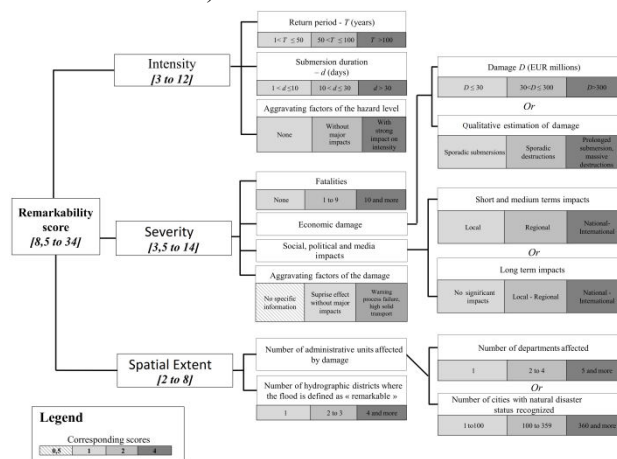 Return period - T (years)
1< T ≤ 50
50<T ≤ 100
T >100
Intensity
[3 to 12]
Submersion duration
– d (days)
1 < d ≤10
10 < d ≤ 30
d > 30
Aggravating factors of the hazard level
None
Without
major
impacts
With
strong
impact on
intensity
Damage D (EUR millions)
D ≤ 30
30<D ≤ 300
D>300
Or
Qualitative estimation of damage
Sporadic submersions
Sporadic
destructions
Prolonged
submersion,
massive
destructions
Remarkability
score
[8,5 to 34]
Severity
[3,5 to 14]
Fatalities
None
1 to 9
10 and more
Economic damage
Social, political and media
impacts
Aggravating factors of the damage
No specific
information
Suprise effect
without major
impacts
Warning
process failure,
high solid
transport
Short and medium terms impacts
Local
Regional
National-
International
Or
Long term impacts
No significant
impacts
Local - Regional
National -
International
Spatial Extent
[2 to 8]
Number of administrative units
affected by
damage
Number of hydrographic districts where
the flood is defined as « remarkable »
1
2 to 3
4 and more
Number of departments affected
1
2 to 4
5 and more
Or
Number of cities with natural disaster
status recognized
1 to100
100 to 359
360 and more
Legend
Corresponding scores
0,5
1
2
4